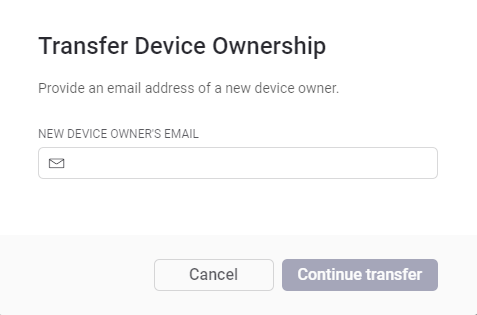 Transfer Device Ownership
Provide an email address of a new device owner.
NEW DEVICE OWNER'S EMAIL
Cancel
Continue transfer